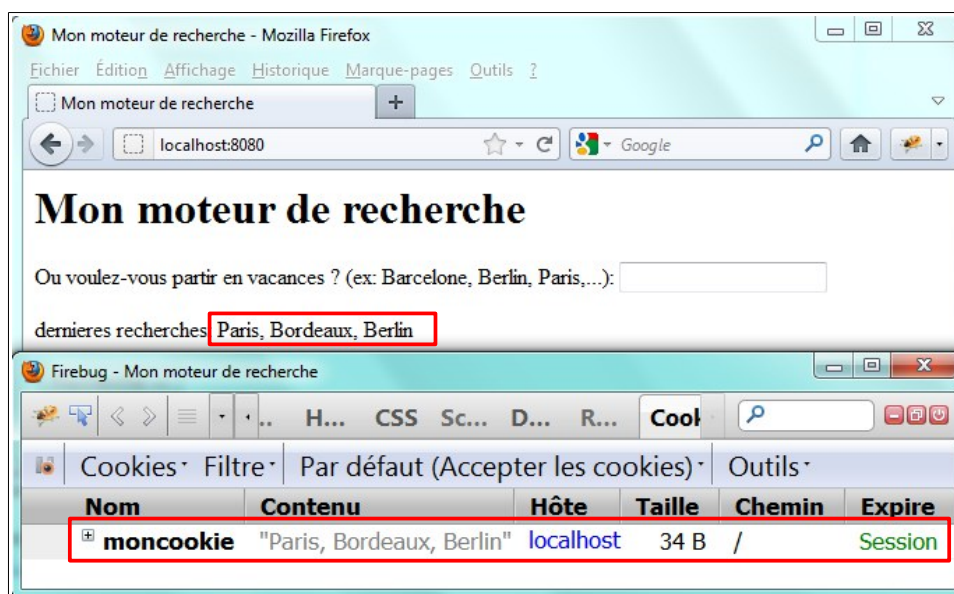 Mon moteur de recherche - Mozilla Firefox
Fichier Édition Affichage Historique Marque-pages Outils ?
Mon moteur de recherche
localhost:8080
Google
Mon moteur de recherche
Ou voulez-vous partir en vacances ? (ex: Barcelone, Berlin, Paris,...):
dernieres recherches Paris, Bordeaux, Berlin
Firebug - Mon moteur de recherche
.. H... CSS Sc... D... R... Cook
Cookies Filtre Par défaut (Accepter les cookies) Outils
Nom Contenu Hôte Taille Chemin Expire
moncookie "Paris, Bordeaux, Berlin" localhost 34 B / Session